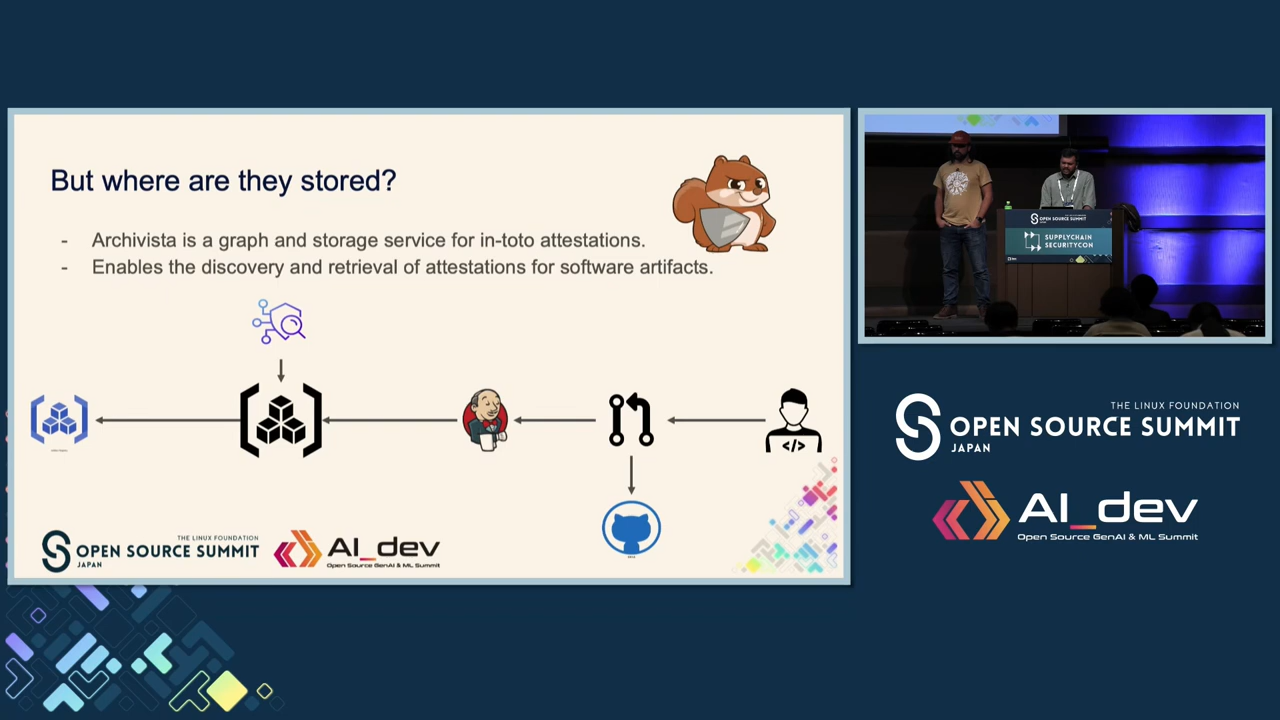 But where are they stored?
- Archivista is a graph and storage service for in-toto attestations.
- Enables the discovery and retrieval of attestations for software artifacts.
</>
THE LINUX FOUNDATION
OPEN SOURCE SUMMIT
JAPAN
AI_dev
Open Source GenAI & ML Summit
OPEN SOURCE SUMMIT
SUPPLYCHAIN
SECURITYCON
THE LINUX FOUNDATION
OPEN SOURCE SUMMIT
JAPAN
AI_dev
Open Source GenAI & ML Summit